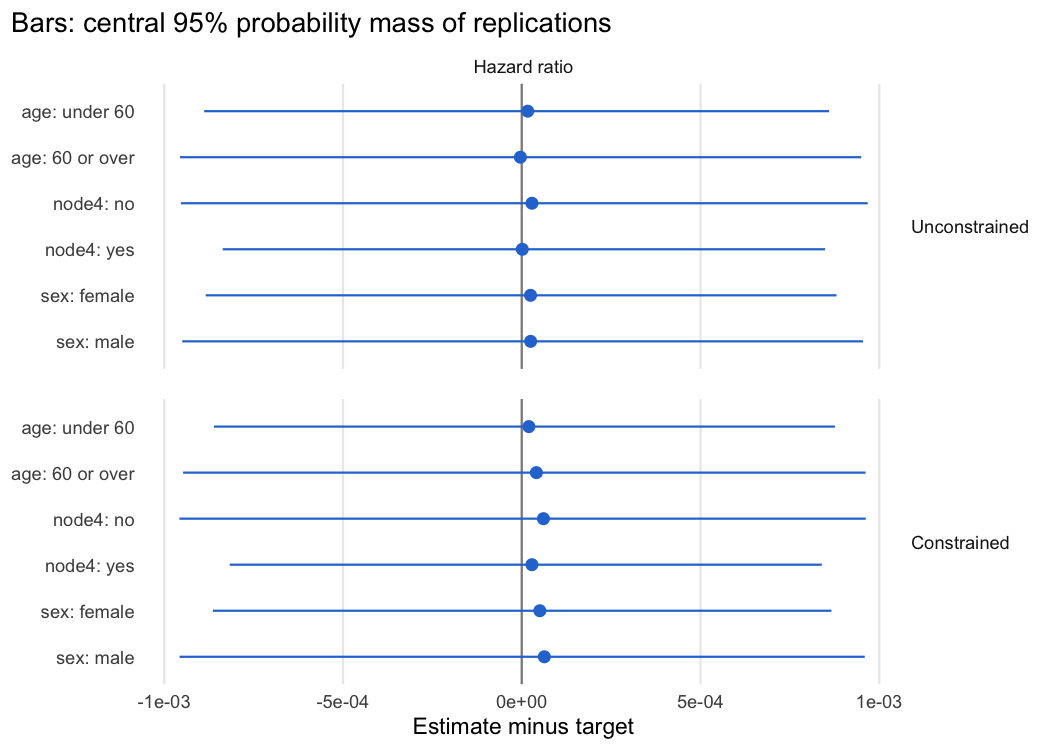 Bars: central 95% probability mass of replications
Hazard ratio
age: under 60
age: 60 or over
node4: no
node4: yes
sex: female
sex: male
Unconstrained
age: under 60
age: 60 or over
node4: no
node4: yes
sex: female
sex: male
Constrained
-1e-03 -5e-04 0e+00 5e-04 1e-03
Estimate minus target